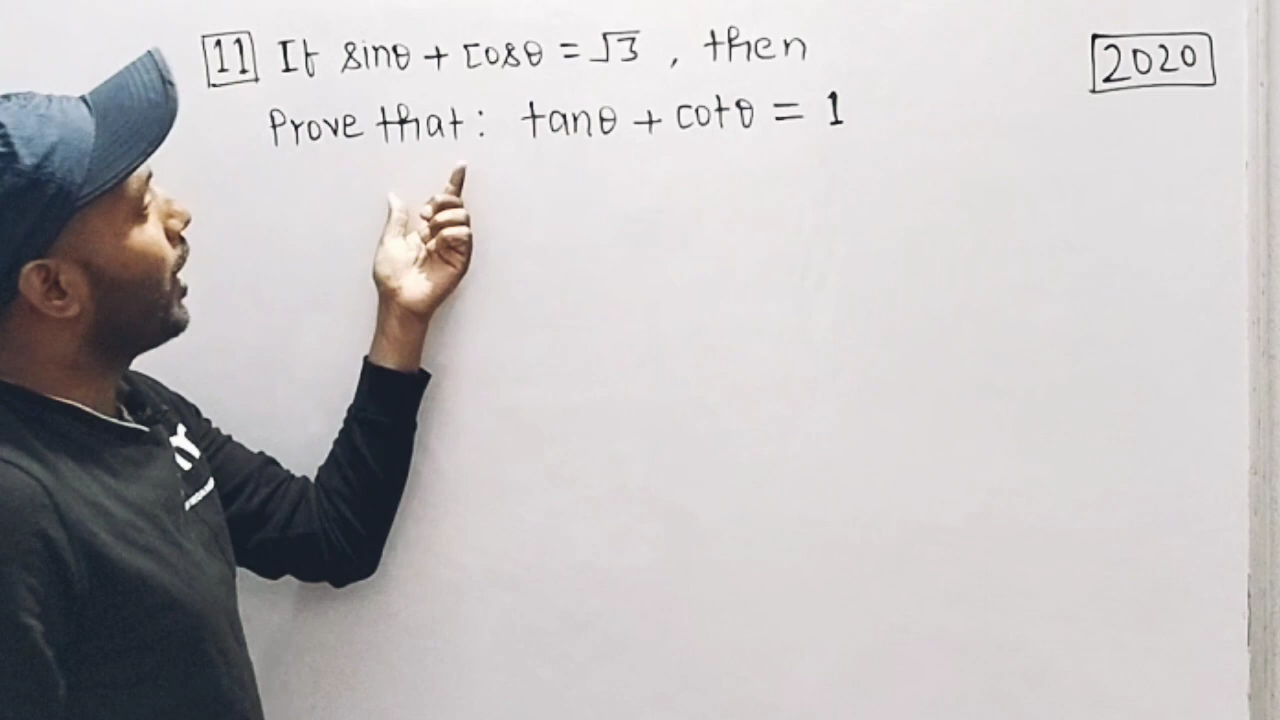 11 If sinθ + cosθ = √3 , then
2020
Prove that : tanθ + cotθ = 1